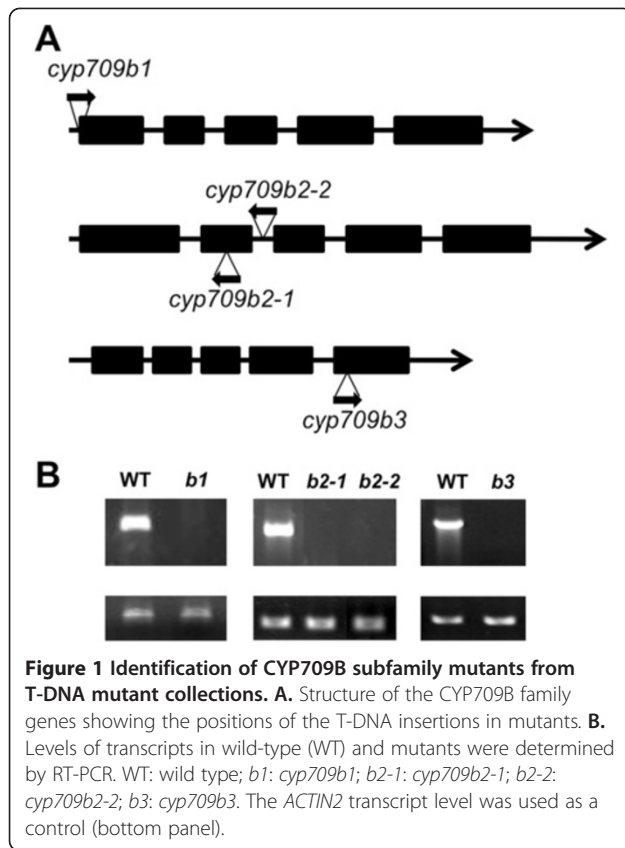 A
cyp709b1
cyp709b2-2
cyp709b2-1
cyp709b3
B
WT b1 WT b2-1 b2-2 WT b3
Figure 1 Identification of CYP709B subfamily mutants from
T-DNA mutant collections. A. Structure of the CYP709B family
genes showing the positions of the T-DNA insertions in mutants. B.
Levels of transcripts in wild-type (WT) and mutants were determined
by RT-PCR. WT: wild type; b1: cyp709b1; b2-1: cyp709b2-1; b2-2:
cyp709b2-2; b3: cyp709b3. The ACTIN2 transcript level was used as a
control (bottom panel).